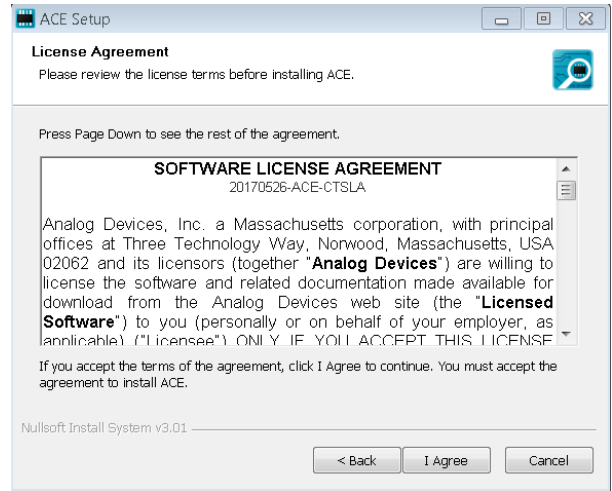 ACE Setup
License Agreement
Please review the license terms before installing ACE.
Press Page Down to see the rest of the agreement.
SOFTWARE LICENSE AGREEMENT
20170526-ACE-CTSLA
Analog Devices, Inc. a Massachusetts corporation, with principal
offices at Three Technology Way, Norwood, Massachusetts, USA
02062 and its licensors (together "Analog Devices") are willing to
license the software and related documentation made available for
download from the Analog Devices web site (the "Licensed
Software") to you (personally or on behalf of your employer, as
applicable) ("Licensee") ONLY IF YOU ACCEPT THIS LICENSE
If you accept the terms of the agreement, click I Agree to continue. You must accept the
agreement to install ACE.
Nullsoft Install System v3.01
< Back
I Agree
Cancel